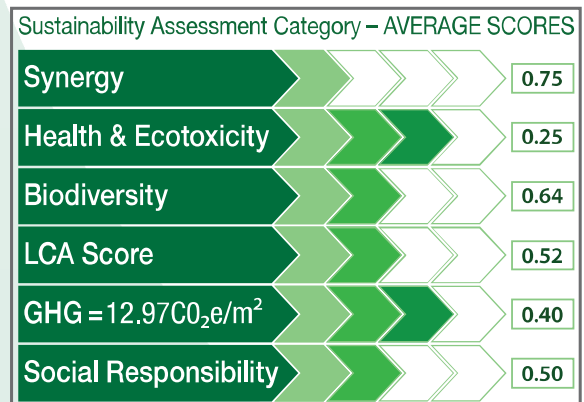 Sustainability Assessment Category – AVERAGE SCORES
Synergy 0.75
Health & Ecotoxicity 0.25
Biodiversity 0.64
LCA Score 0.52
GHG = 12.97C0₂e/m² 0.40
Social Responsibility 0.50